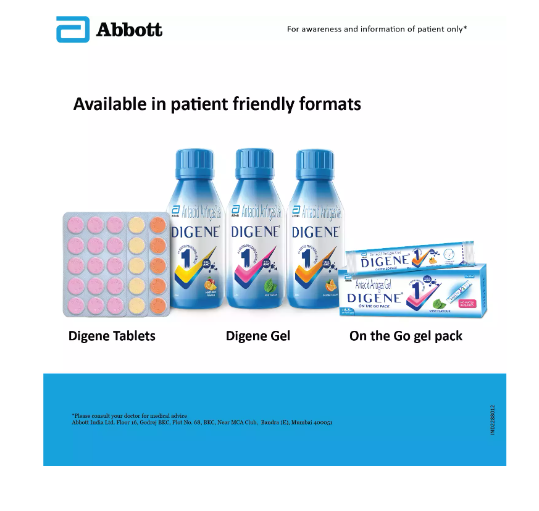 Abbott
For awareness and information of patient only*
Available in patient friendly formats
Antacid Antigas Gel
DIGENE
1
Antacid Antigas Gel
DIGENE
1
Antacid Antigas Gel
DIGENE
1
DIGENE
1
Antacid Antigas Gel
DIGENE
ON THE GO GEL PACK
1
Digene Tablets
Digene Gel
On the Go gel pack
*Please consult your doctor for medical advice
Abbott India Ltd. Floor 16, Godrej BKC, Plot No. 68, BKC, Near MCA Club, Bandra (E), Mumbai 400051